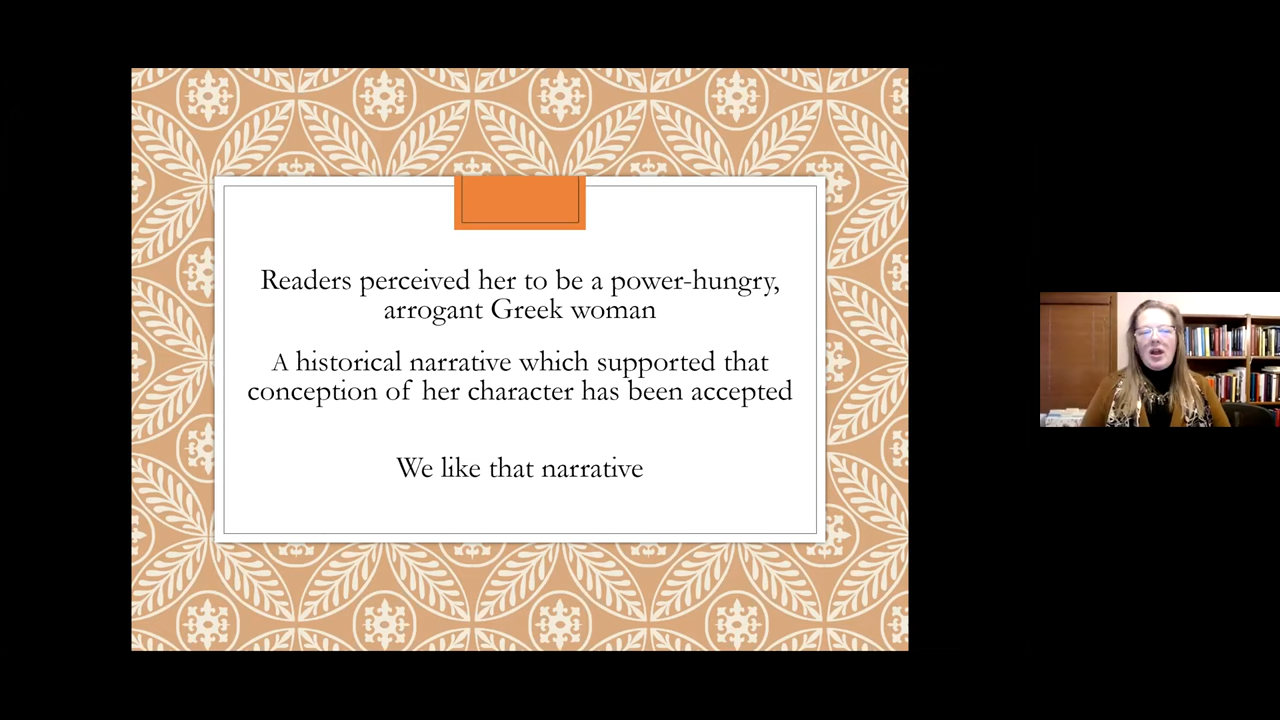 Readers perceived her to be a power-hungry,
arrogant Greek woman
A historical narrative which supported that
conception of her character has been accepted
We like that narrative